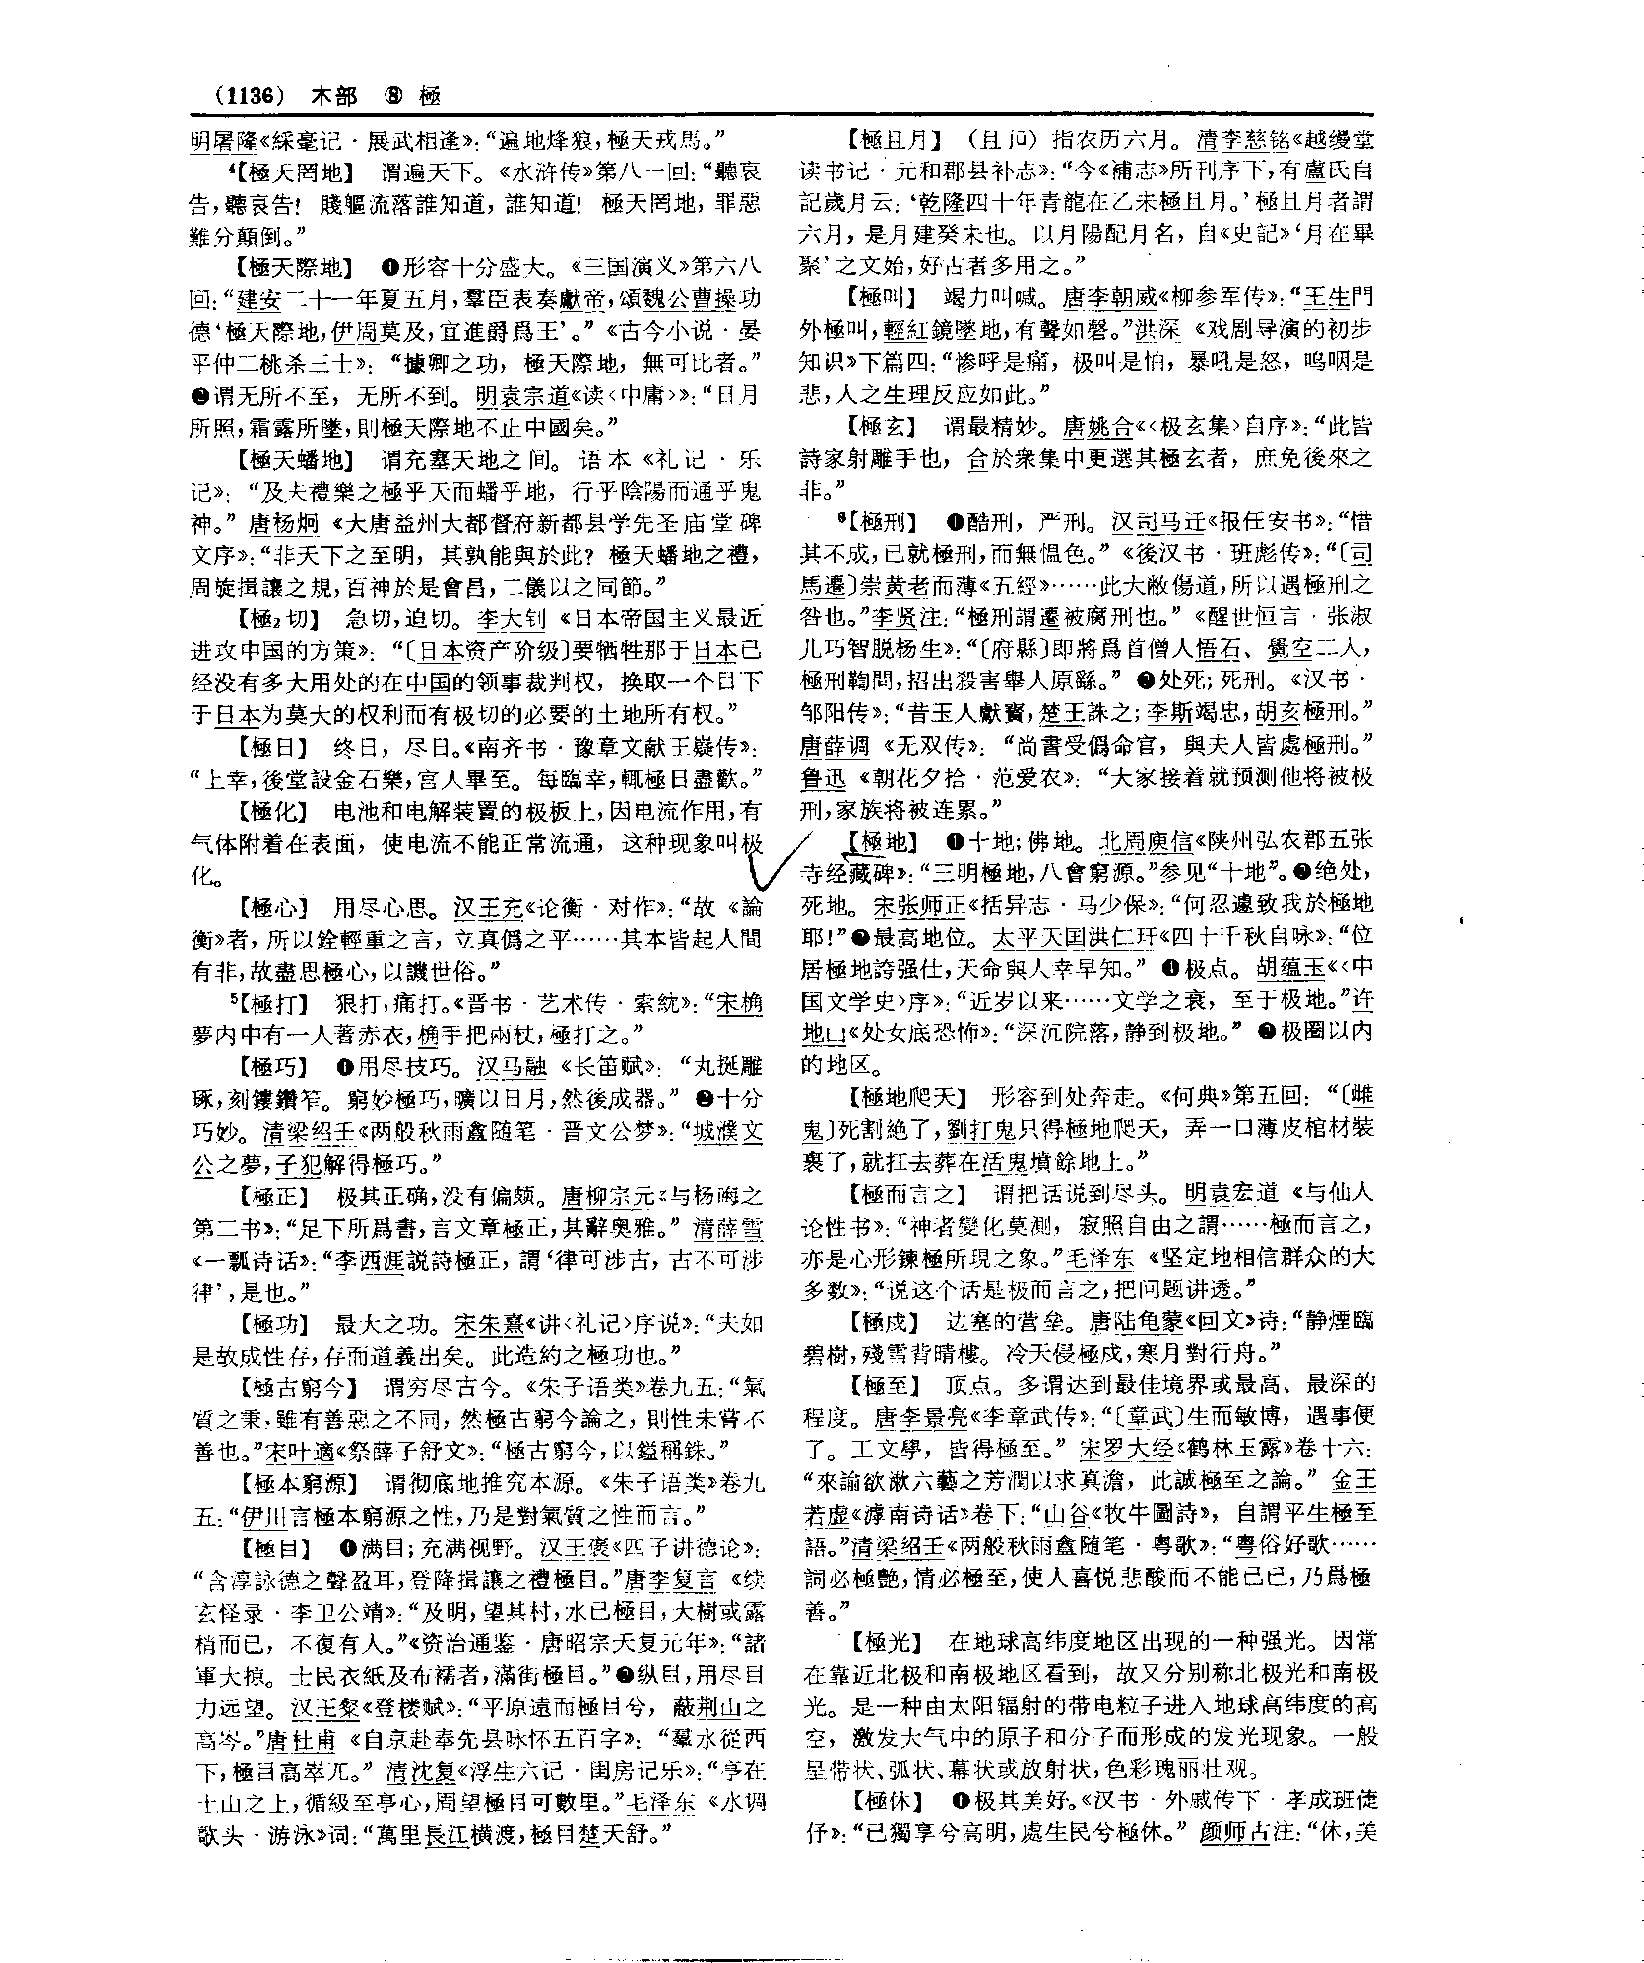 (1136) 木部 ⑧ 極
明屠隆《綵毫记·展武相逢》：“遍地烽狼，極天戎馬。”
⁴【極天罔地】 谓遍天下。《水浒传》第八一回：“聽哀
告，聽哀告！ 賤軀流落誰知道，誰知道！ 極天罔地，罪惡
難分顛倒。”
【極天際地】 ❶形容十分盛大。《三国演义》第六八
回：“建安二十一年夏五月，羣臣表奏獻帝，頌魏公曹操功
德‘極天際地，伊周莫及，宜進爵爲王’。”《古今小说·晏
平仲二桃杀三士》：“據卿之功，極天際地，無可比者。”
❷谓无所不至，无所不到。明袁宗道《读〈中庸〉》：“日月
所照，霜露所墜，則極天際地不止中國矣。”
【極天蟠地】 谓充塞天地之间。语本《礼记·乐
记》：“及夫禮樂之極乎天而蟠乎地，行乎陰陽而通乎鬼
神。”唐杨炯《大唐益州大都督府新都县学先圣庙堂碑
文序》：“非天下之至明，其孰能與於此？ 極天蟠地之禮，
周旋揖讓之規，百神於是會昌，二儀以之同節。”
【極₂切】 急切，迫切。李大钊《日本帝国主义最近
进攻中国的方策》：“〔日本资产阶级〕要牺牲那于日本已
经没有多大用处的在中国的领事裁判权，换取一个目下
于日本为莫大的权利而有极切的必要的土地所有权。”
【極日】 终日，尽日。《南齐书·豫章文献王嶷传》：
“上幸，後堂設金石樂，宫人畢至。每臨幸，輒極日盡歡。”
【極化】 电池和电解装置的极板上，因电流作用，有
气体附着在表面，使电流不能正常流通，这种现象叫极
化。
【極心】 用尽心思。汉王充《论衡·对作》：“故《論
衡》者，所以銓輕重之言，立真僞之平……其本皆起人間
有非，故盡思極心，以譏世俗。”
⁵【極打】 狠打，痛打。《晋书·艺术传·索紞》：“宋桷
夢内中有一人著赤衣，桷手把兩杖，極打之。”
【極巧】 ❶用尽技巧。汉马融《长笛赋》：“丸挻雕
琢，刻鏤鑽笮。窮妙極巧，曠以日月，然後成器。” ❷十分
巧妙。清梁绍壬《两般秋雨盦随笔·晋文公梦》：“城濮文
公之夢，子犯解得極巧。”
【極正】 极其正确，没有偏颇。唐柳宗元《与杨诲之
第二书》：“足下所爲書，言文章極正，其辭奥雅。”清薛雪
《一瓢诗话》：“李西涯説詩極正，謂‘律可涉古，古不可涉
律’，是也。”
【極功】 最大之功。宋朱熹《讲〈礼记〉序说》：“夫如
是故成性存，存而道義出矣。此造約之極功也。”
【極古窮今】 谓穷尽古今。《朱子语类》卷九五：“氣
質之稟，雖有善惡之不同，然極古窮今論之，則性未嘗不
善也。”宋叶適《祭薛子舒文》：“極古窮今，以鎰稱銖。”
【極本窮源】 谓彻底地推究本源。《朱子语类》卷九
五：“伊川言極本窮源之性，乃是對氣質之性而言。”
【極目】 ❶满目；充满视野。汉王褒《四子讲德论》：
“含淳詠德之聲盈耳，登降揖讓之禮極目。”唐李复言《续
玄怪录·李卫公靖》：“及明，望其村，水已極目，大樹或露
梢而已，不復有人。”《资治通鉴·唐昭宗天复元年》：“諸
軍大掠。士民衣紙及布襦者，滿街極目。”❷纵目，用尽目
力远望。汉王粲《登楼赋》：“平原遠而極目兮，蔽荆山之
高岑。”唐杜甫《自京赴奉先县咏怀五百字》：“羣水從西
下，極目高崒兀。”清沈复《浮生六记·闺房记乐》：“亭在
土山之上，循級至亭心，周望極目可數里。”毛泽东《水调
歌头·游泳》词：“萬里長江横渡，極目楚天舒。”
【極且月】（且 jū）指农历六月。清李慈铭《越缦堂
读书记·元和郡县补志》：“今《補志》所刊序下，有盧氏自
記歲月云：‘乾隆四十年青龍在乙未極且月。’極且月者謂
六月，是月建癸未也。以月陽配月名，自《史記》‘月在畢
聚’之文始，好古者多用之。”
【極叫】 竭力叫喊。唐李朝威《柳参军传》：“王生門
外極叫，輕紅鏡墜地，有聲如磬。”洪深《戏剧导演的初步
知识》下篇四：“惨呼是痛，极叫是怕，暴吼是怒，呜咽是
悲，人之生理反应如此。”
【極玄】 谓最精妙。唐姚合《〈极玄集〉自序》：“此皆
詩家射雕手也，合於衆集中更選其極玄者，庶免後來之
非。”
⁶【極刑】 ❶酷刑，严刑。汉司马迁《报任安书》：“惜
其不成，已就極刑，而無愠色。”《後汉书·班彪传》：“〔司
馬遷〕崇黄老而薄《五經》……此大敝傷道，所以遇極刑之
咎也。”李贤注：“極刑謂遷被腐刑也。”《醒世恒言·张淑
儿巧智脱杨生》：“〔府縣〕即將爲首僧人悟石、覺空二人，
極刑鞫問，招出殺害舉人原繇。” ❷处死；死刑。《汉书·
邹阳传》：“昔玉人獻寶，楚王誅之；李斯竭忠，胡亥極刑。”
唐薛调《无双传》：“尚書受僞命官，與夫人皆處極刑。”
鲁迅《朝花夕拾·范爱农》：“大家接着就预测他将被极
刑，家族将被连累。”
【極地】 ❶十地；佛地。北周庾信《陕州弘农郡五张
寺经藏碑》：“三明極地，八會窮源。”参见“十地”。❷绝处，
死地。宋张师正《括异志·马少保》：“何忍遽致我於極地
耶！”❸最高地位。太平天国洪仁玕《四十千秋自咏》：“位
居極地誇强仕，天命與人幸早知。” ❹极点。胡蕴玉《〈中
国文学史〉序》：“近岁以来……文学之衰，至于极地。”许
地山《处女底恐怖》：“深沉院落，静到极地。” ❺极圈以内
的地区。
【極地爬天】 形容到处奔走。《何典》第五回：“〔雌
鬼〕死割絶了，劉打鬼只得極地爬天，弄一口薄皮棺材裝
裹了，就扛去葬在活鬼墳餘地上。”
【極而言之】 谓把话说到尽头。明袁宏道《与仙人
论性书》：“神者變化莫測，寂照自由之謂……極而言之，
亦是心形鍊極所現之象。”毛泽东《坚定地相信群众的大
多数》：“说这个话是极而言之，把问题讲透。”
【極戍】 边塞的营垒。唐陆龟蒙《回文》诗：“静煙臨
碧樹，殘雪背晴樓。冷天侵極戍，寒月對行舟。”
【極至】 顶点。多谓达到最佳境界或最高、最深的
程度。唐李景亮《李章武传》：“〔章武〕生而敏博，遇事便
了。工文學，皆得極至。”宋罗大经《鹤林玉露》卷十六：
“來諭欲漱六藝之芳潤以求真澹，此誠極至之論。”金王
若虚《滹南诗话》卷下：“山谷《牧牛圖詩》，自謂平生極至
語。”清梁绍壬《两般秋雨盦随笔·粤歌》：“粤俗好歌……
詞必極艷，情必極至，使人喜悦悲酸而不能已已，乃爲極
善。”
【極光】 在地球高纬度地区出现的一种强光。因常
在靠近北极和南极地区看到，故又分别称北极光和南极
光。是一种由太阳辐射的带电粒子进入地球高纬度的高
空，激发大气中的原子和分子而形成的发光现象。一般
呈带状、弧状、幕状或放射状，色彩瑰丽壮观。
【極休】 ❶极其美好。《汉书·外戚传下·孝成班倢
伃》：“已獨享兮高明，處生民兮極休。”颜师古注：“休，美